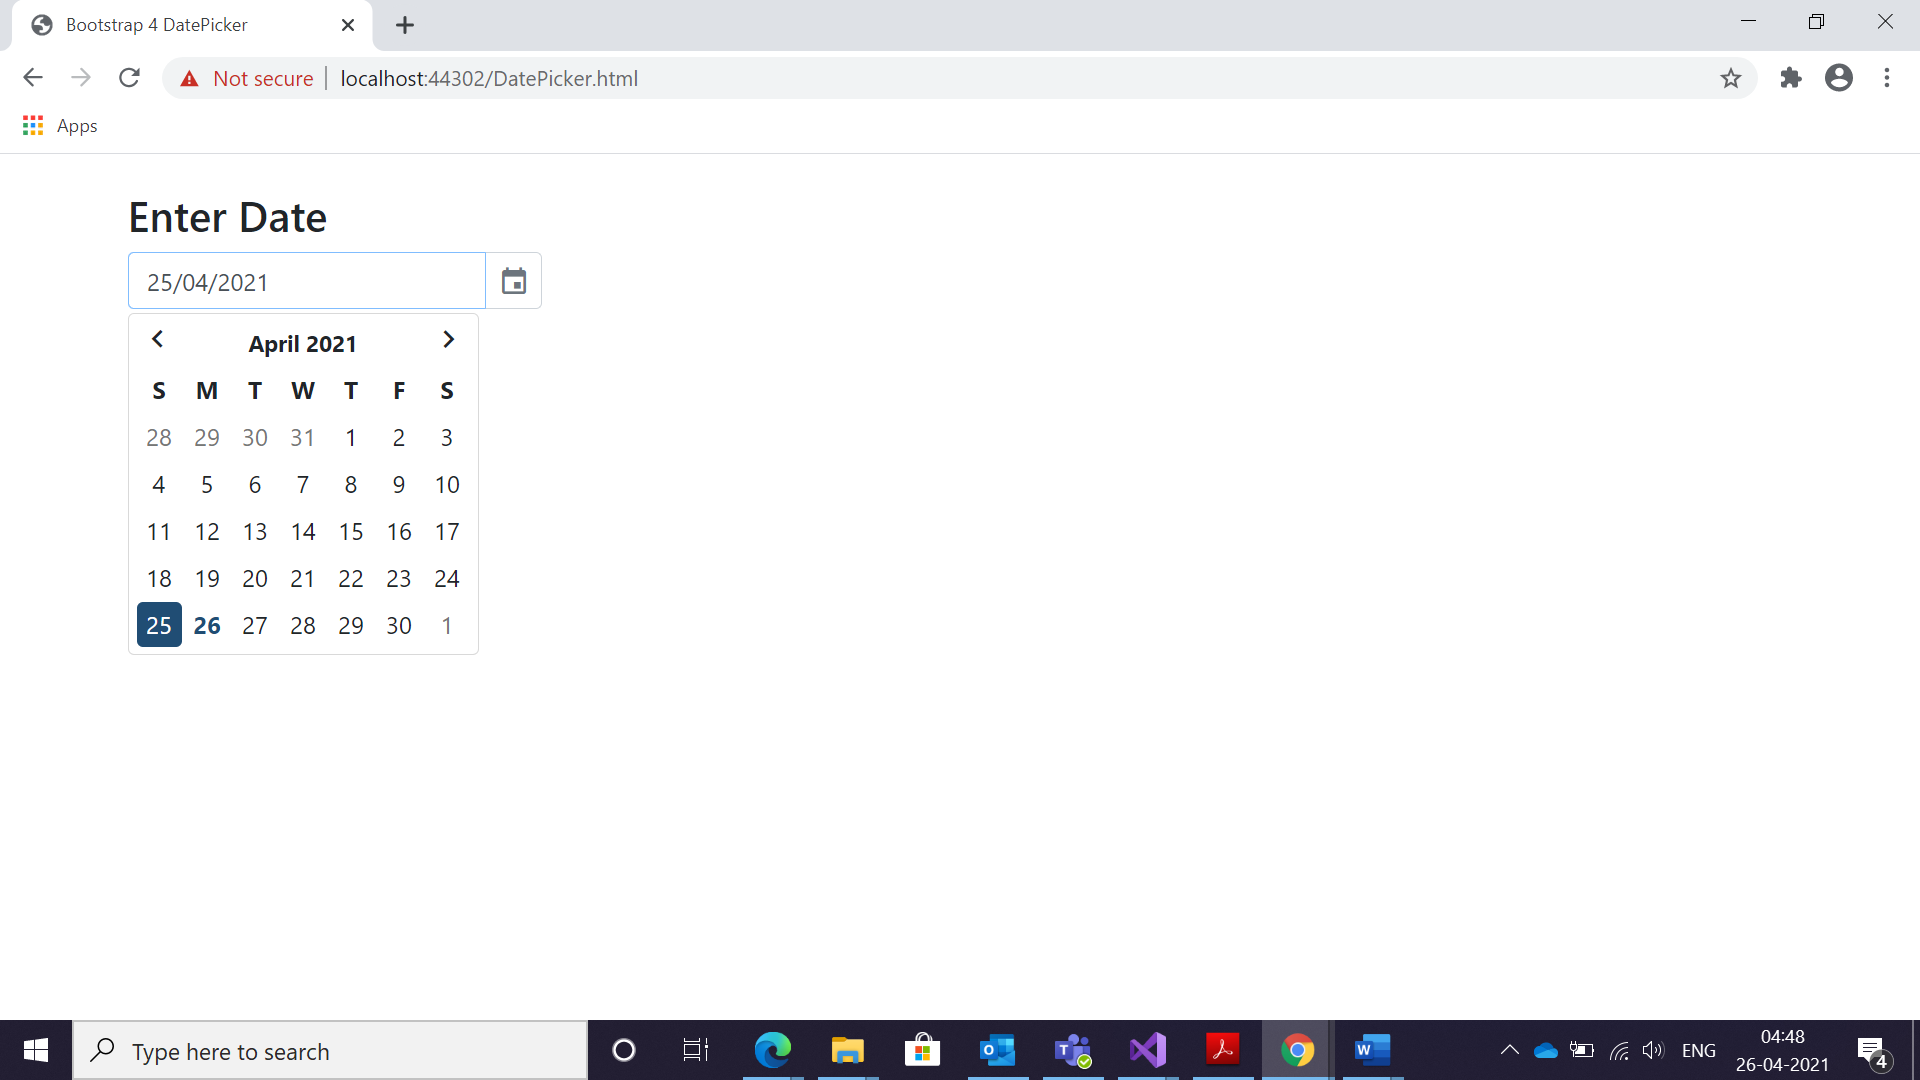 Bootstrap 4 DatePicker
Not secure | localhost:44302/DatePicker.html
Apps
Enter Date
25/04/2021
April 2021
S M T W T F S
28 29 30 31 1 2 3
4 5 6 7 8 9 10
11 12 13 14 15 16 17
18 19 20 21 22 23 24
25 26 27 28 29 30 1
Type here to search
ENG
04:48
26-04-2021
4